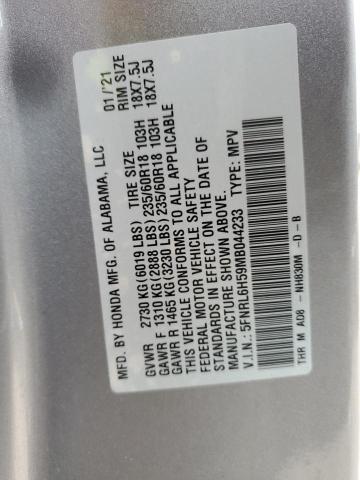 MFD. BY HONDA MFG. OF ALABAMA, LLC 01/'21
TIRE SIZE RIM SIZE
GVWR 2730 KG(6019 LBS)
GAWR F 1310 KG(2888 LBS) 235/60R18 103H 18X7.5J
GAWR R 1465 KG(3230 LBS) 235/60R18 103H 18X7.5J
THIS VEHICLE CONFORMS TO ALL APPLICABLE
FEDERAL MOTOR VEHICLE SAFETY
STANDARDS IN EFFECT ON THE DATE OF
MANUFACTURE SHOWN ABOVE.
V.I.N.: 5FNRL6H59MB044233 TYPE: MPV
THR M AD8 - NH830M -D -B